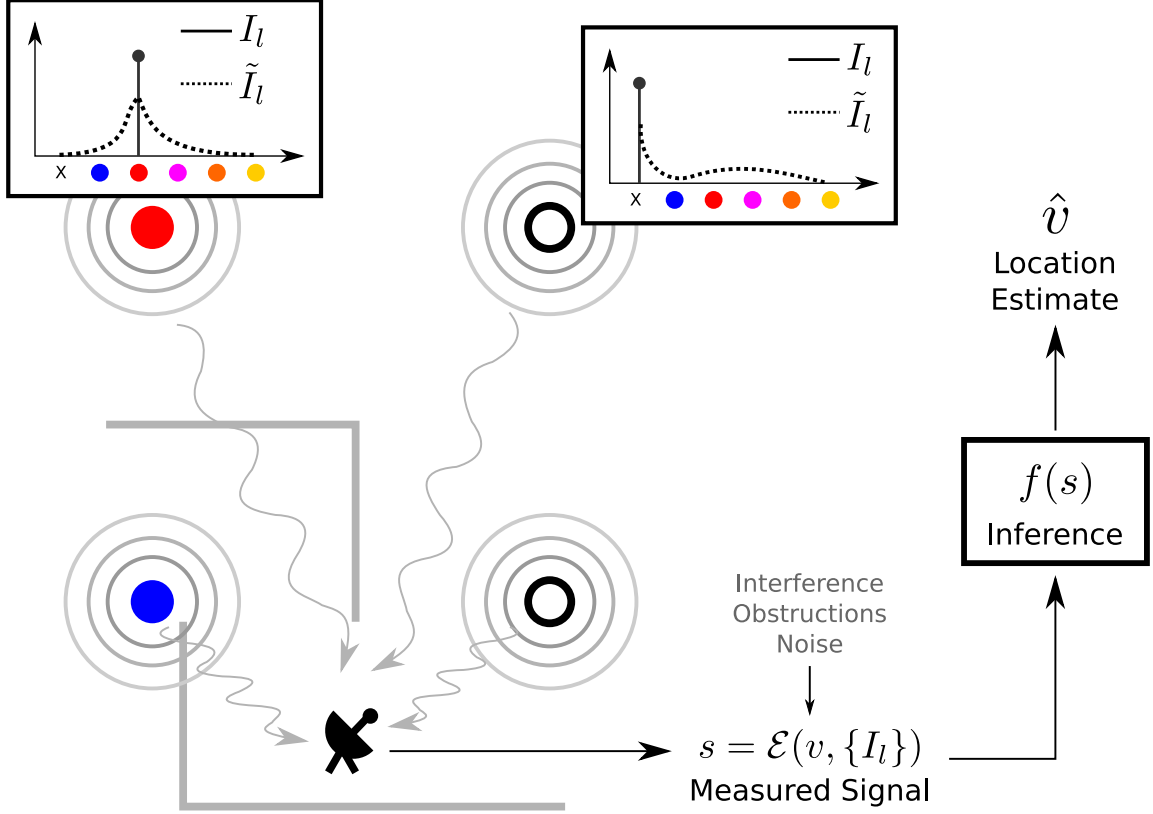 I_l
Ĩ_l
x
I_l
Ĩ_l
x
v̂
Location
Estimate
f(s)
Inference
Interference
Obstructions
Noise
s = ℰ(v, {I_l})
Measured Signal